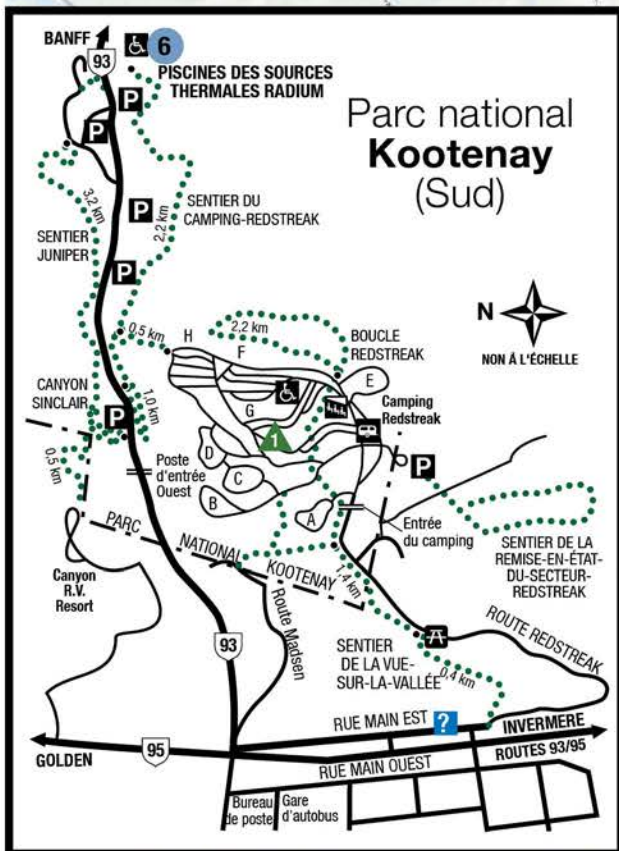 BANFF
93
6
PISCINES DES SOURCES
THERMALES RADIUM
Parc national
Kootenay
(Sud)
P
P
P
P
3,2 km
2,2 km
SENTIER DU
CAMPING-REDSTREAK
SENTIER
JUNIPER
N
NON Á L'ÉCHELLE
0,5 km
H
F
2,2 km
BOUCLE
REDSTREAK
E
CANYON
SINCLAIR
P
1,0 km
G
1
Camping
Redstreak
0,5 km
Poste
d'entrée
Ouest
D
C
B
A
P
Entrée
du camping
PARC NATIONAL KOOTENAY
SENTIER DE LA
REMISE-EN-ÉTAT-
DU-SECTEUR-
REDSTREAK
Canyon
R.V.
Resort
Route Madsen
1,4 km
93
SENTIER
DE LA VUE-
SUR-LA-VALLÉE
0,4 km
ROUTE REDSTREAK
RUE MAIN EST
?
INVERMERE
GOLDEN
95
ROUTES 93/95
RUE MAIN OUEST
Bureau
de poste
Gare
d'autobus